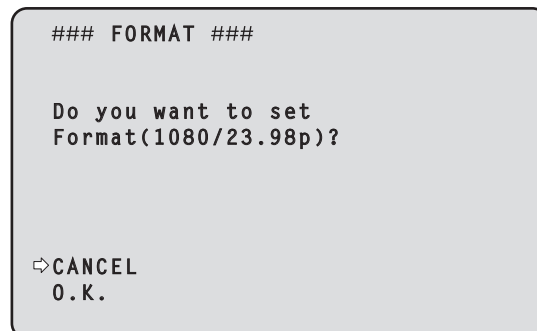 ### FORMAT ###
Do you want to set
Format(1080/23.98p)?
⇨CANCEL
O.K.